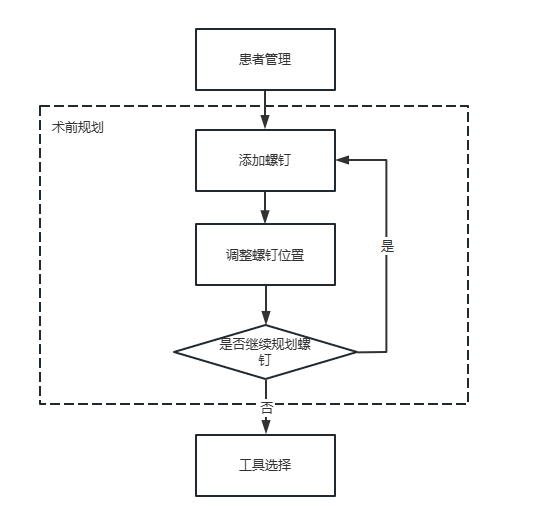 患者管理
术前规划
添加螺钉
调整螺钉位置
是
是否继续规划螺
钉
否
工具选择